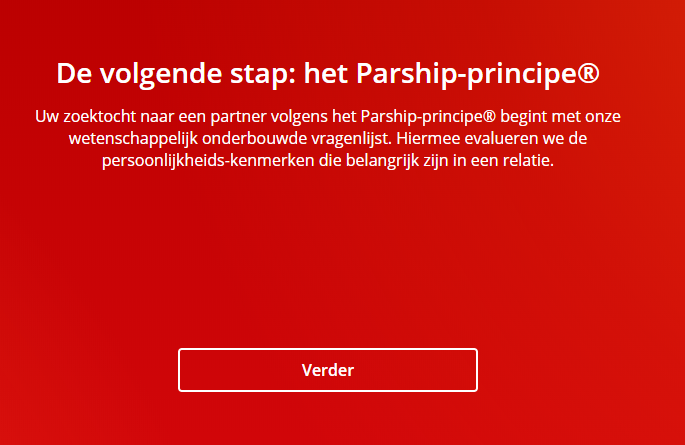 De volgende stap: het Parship-principe®
Uw zoektocht naar een partner volgens het Parship-principe® begint met onze
wetenschappelijk onderbouwde vragenlijst. Hiermee evalueren we de
persoonlijkheids-kenmerken die belangrijk zijn in een relatie.
Verder